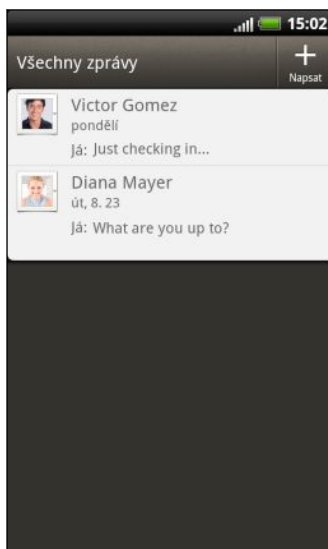 15:02
Všechny zprávy
Napsat
Victor Gomez
pondělí
Já: Just checking in...
Diana Mayer
út, 8. 23
Já: What are you up to?